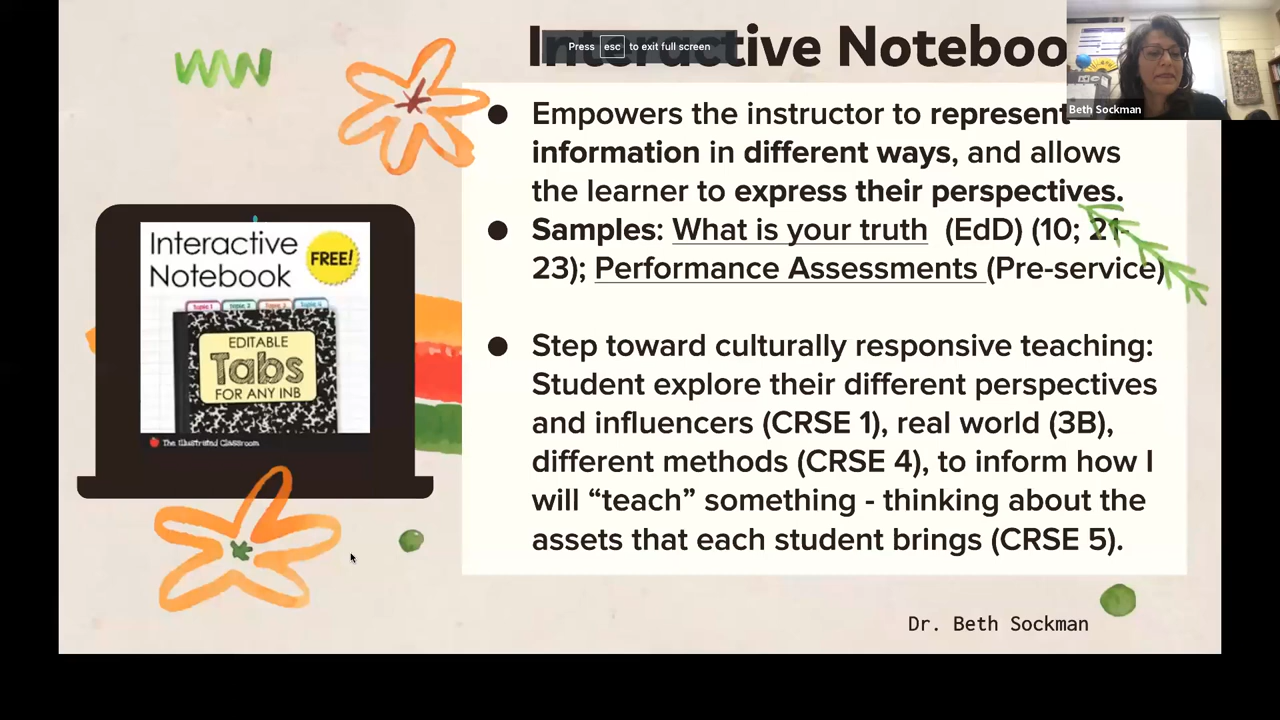 Interactive Noteboo
Press esc to exit full screen
Beth Sockman
● Empowers the instructor to represent
information in different ways, and allows
the learner to express their perspectives.
● Samples: What is your truth (EdD) (10; 21-
23); Performance Assessments (Pre-service)
● Step toward culturally responsive teaching:
Student explore their different perspectives
and influencers (CRSE 1), real world (3B),
different methods (CRSE 4), to inform how I
will “teach” something - thinking about the
assets that each student brings (CRSE 5).
Interactive
Notebook
FREE!
Topic 1 Topic 2 Topic 3 Topic 4
EDITABLE
Tabs
FOR ANY INB
The Illustrated Classroom
Dr. Beth Sockman